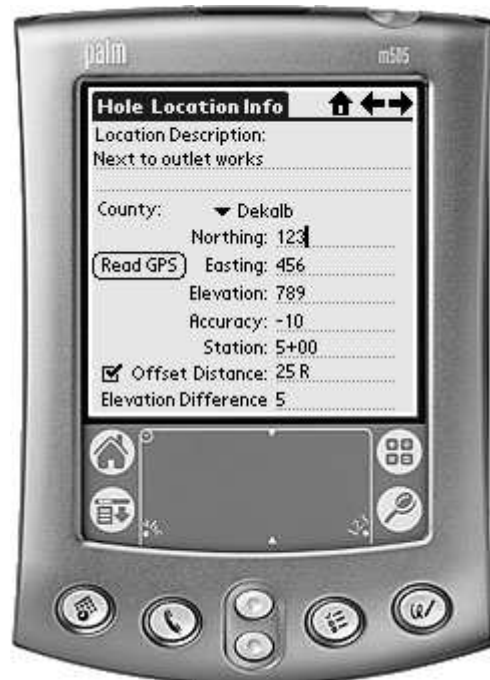 palm m505
Hole Location Info
Location Description:
Next to outlet works
County: Dekalb
Northing: 123
Read GPS Easting: 456
Elevation: 789
Accuracy: -10
Station: 5+00
Offset Distance: 25 R
Elevation Difference 5